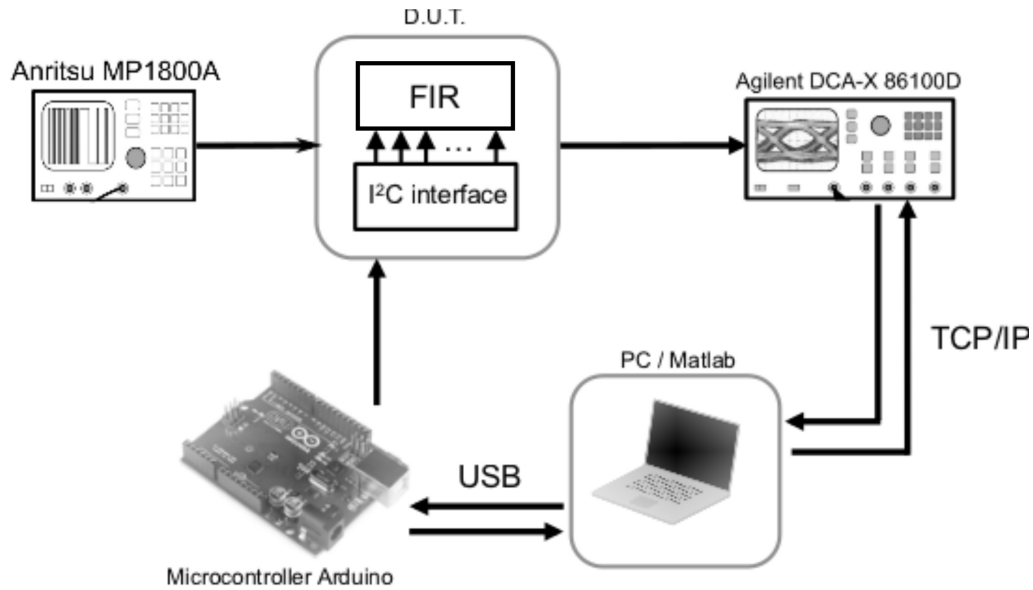 D.U.T.
Anritsu MP1800A
FIR
...
I²C interface
Agilent DCA-X 86100D
TCP/IP
PC / Matlab
USB
Microcontroller Arduino